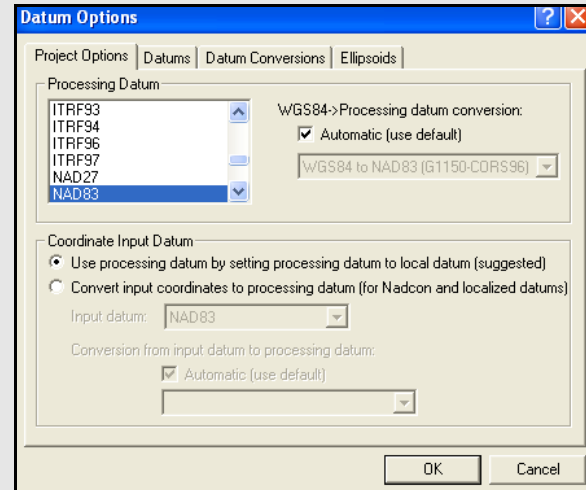 Datum Options
Project Options Datums Datum Conversions Ellipsoids
Processing Datum
ITRF93
ITRF94
ITRF96
ITRF97
NAD27
NAD83
WGS84->Processing datum conversion:
Automatic (use default)
WGS84 to NAD83 (G1150-CORS96)
Coordinate Input Datum
Use processing datum by setting processing datum to local datum (suggested)
Convert input coordinates to processing datum (for Nadcon and localized datums)
Input datum: NAD83
Conversion from input datum to processing datum:
Automatic (use default)
OK Cancel